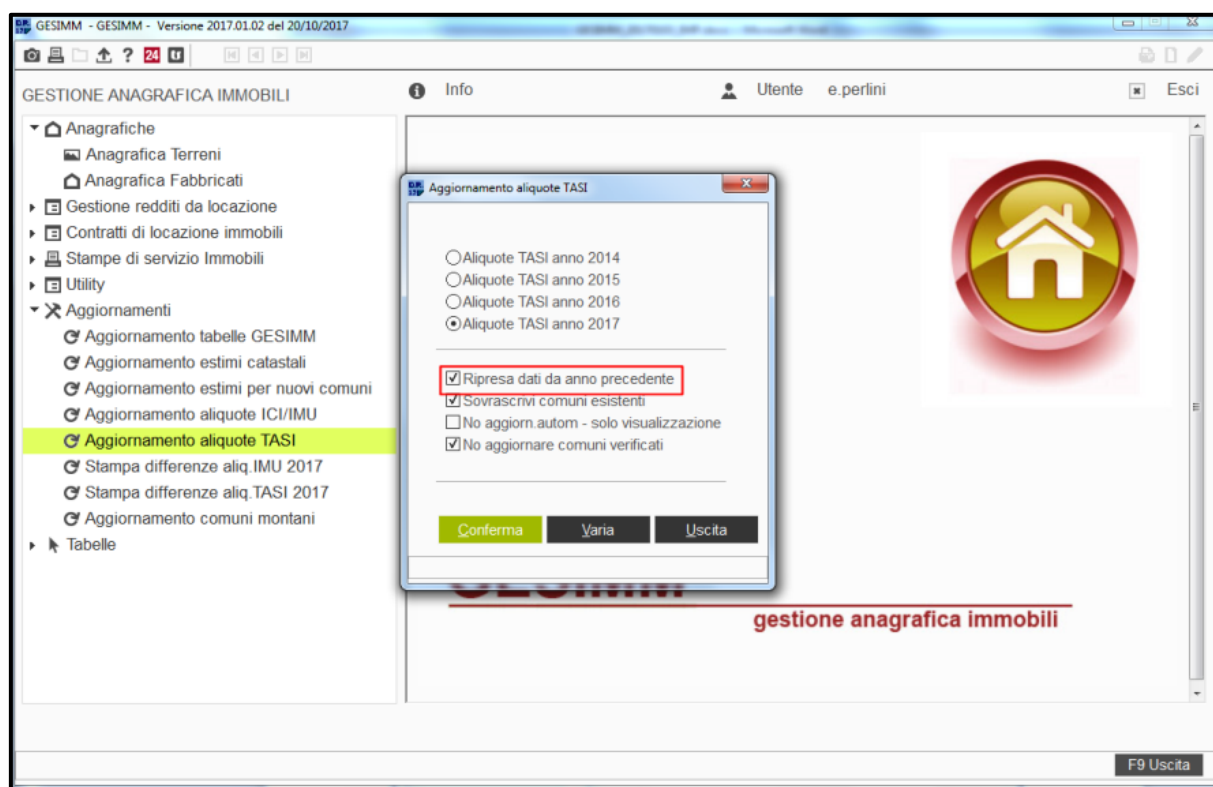 GESIMM - GESIMM - Versione 2017.01.02 del 20/10/2017
? 24
GESTIONE ANAGRAFICA IMMOBILI
Info
Utente e.perlini
Esci
Anagrafiche
Anagrafica Terreni
Anagrafica Fabbricati
Gestione redditi da locazione
Contratti di locazione immobili
Stampe di servizio Immobili
Utility
Aggiornamenti
Aggiornamento tabelle GESIMM
Aggiornamento estimi catastali
Aggiornamento estimi per nuovi comuni
Aggiornamento aliquote ICI/IMU
Aggiornamento aliquote TASI
Stampa differenze aliq.IMU 2017
Stampa differenze aliq.TASI 2017
Aggiornamento comuni montani
Tabelle
Aggiornamento aliquote TASI
Aliquote TASI anno 2014
Aliquote TASI anno 2015
Aliquote TASI anno 2016
Aliquote TASI anno 2017
Ripresa dati da anno precedente
Sovrascrivi comuni esistenti
No aggiorn.autom - solo visualizzazione
No aggiornare comuni verificati
Conferma Varia Uscita
GESIMM
gestione anagrafica immobili
F9 Uscita